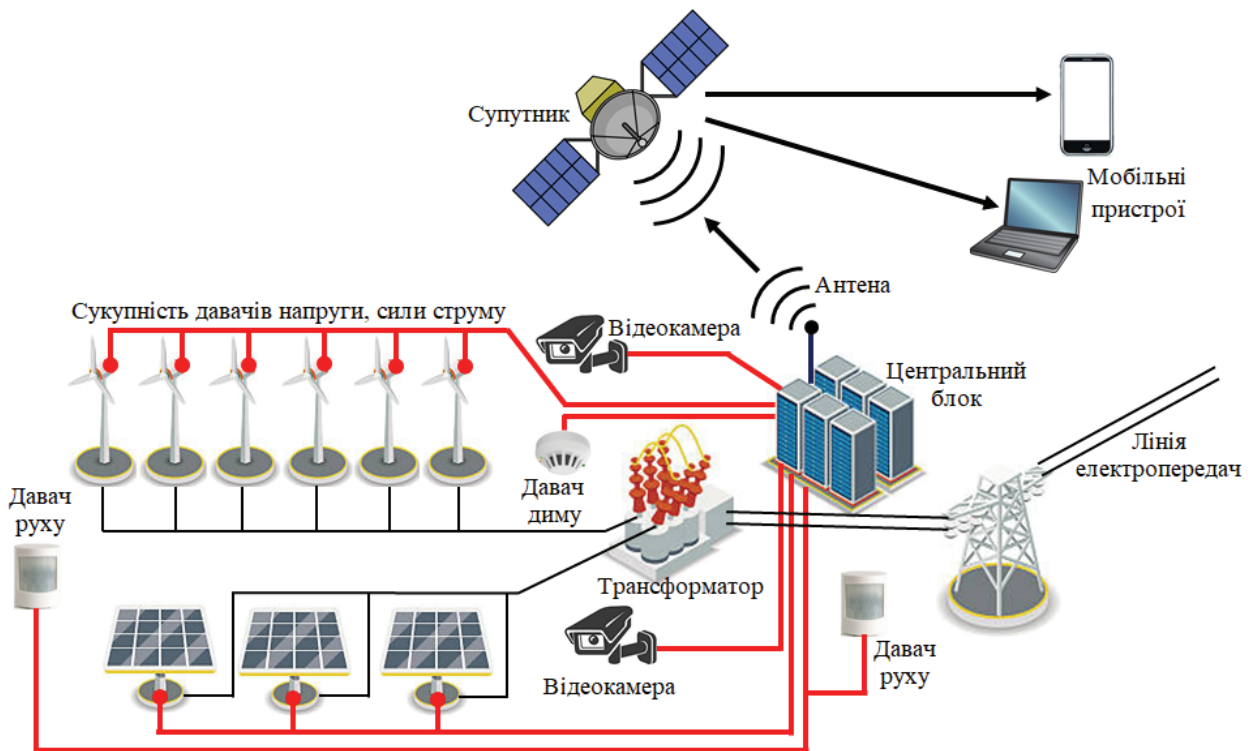 Супутник
Мобільні
пристрої
Антена
Сукупність давачів напруги, сили струму
Відеокамера
Центральний
блок
Лінія
електропередач
Давач
руху
Давач
диму
Трансформатор
Відеокамера
Давач
руху